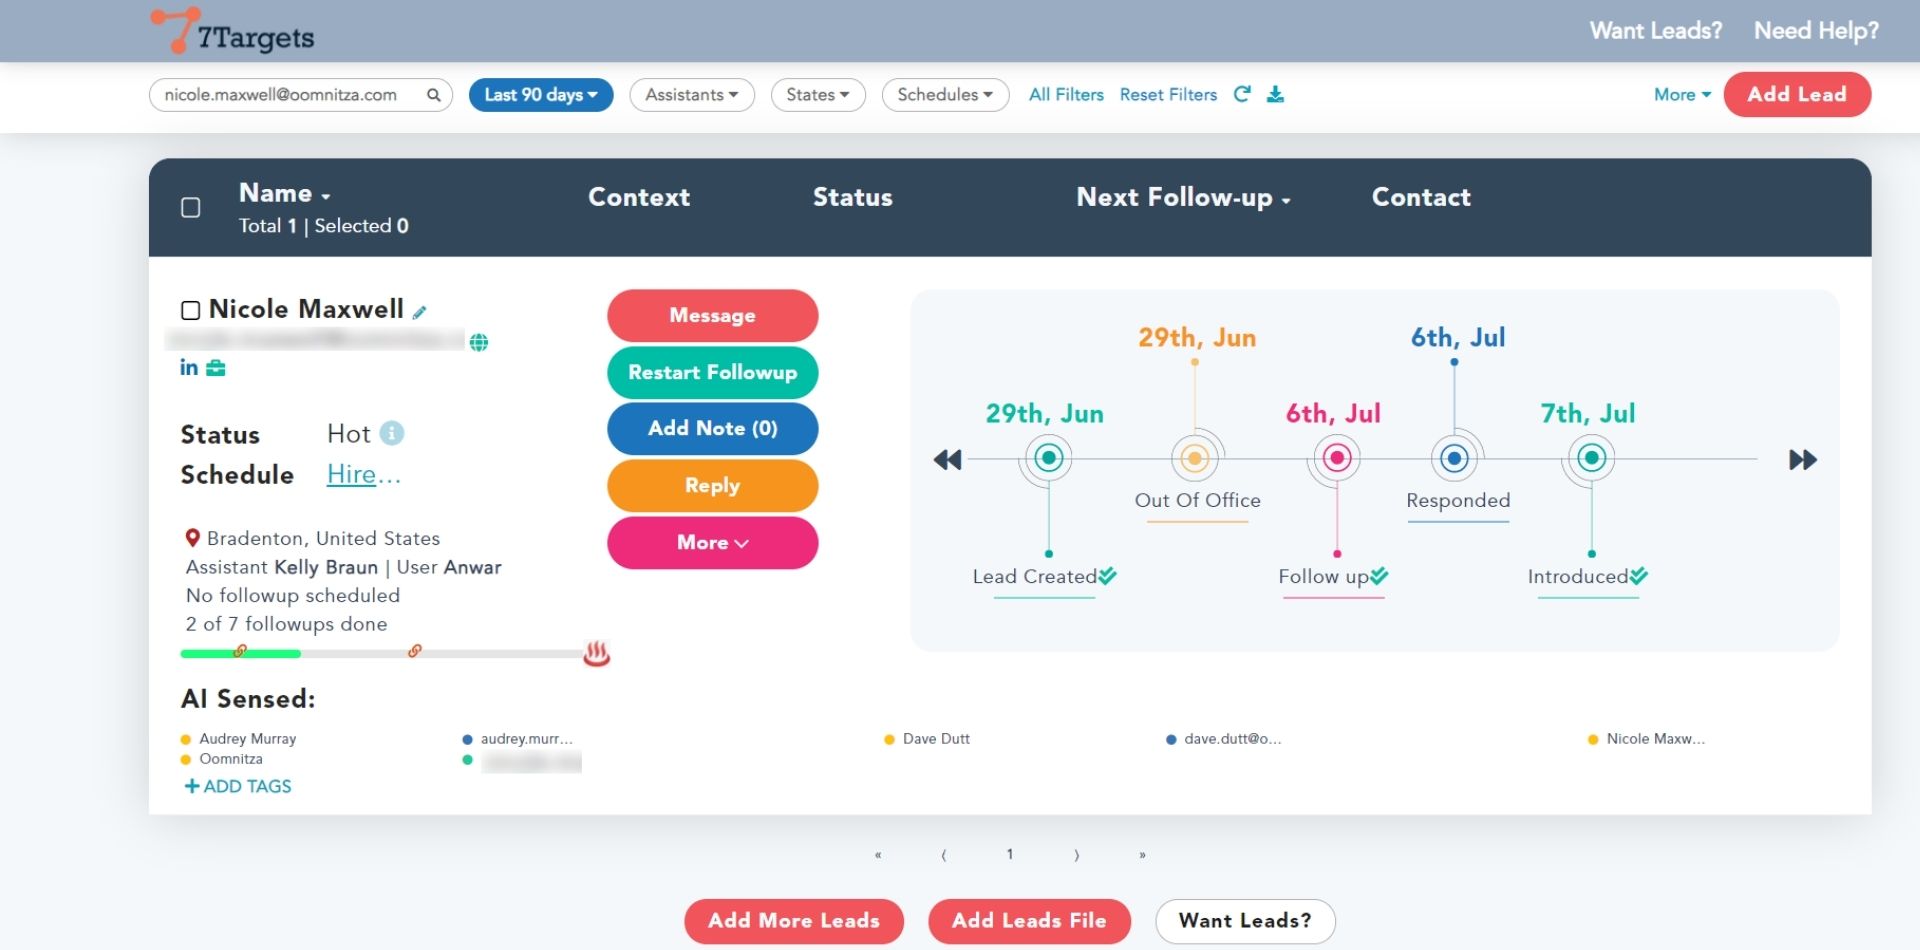 7Targets
Want Leads? Need Help?
nicole.maxwell@oomnitza.com Last 90 days Assistants States Schedules All Filters Reset Filters More Add Lead
Name Context Status Next Follow-up Contact
Total 1 | Selected 0
Nicole Maxwell
in
Status Hot
Schedule Hire...
Bradenton, United States
Assistant Kelly Braun | User Anwar
No followup scheduled
2 of 7 followups done
Message
Restart Followup
Add Note (0)
Reply
More
29th, Jun 6th, Jul
29th, Jun 6th, Jul 7th, Jul
Out Of Office Responded
Lead Created Follow up Introduced
AI Sensed:
Audrey Murray audrey.murr... Dave Dutt dave.dutt@o... Nicole Maxw...
Oomnitza
+ ADD TAGS
« ⟨ 1 ⟩ »
Add More Leads Add Leads File Want Leads?